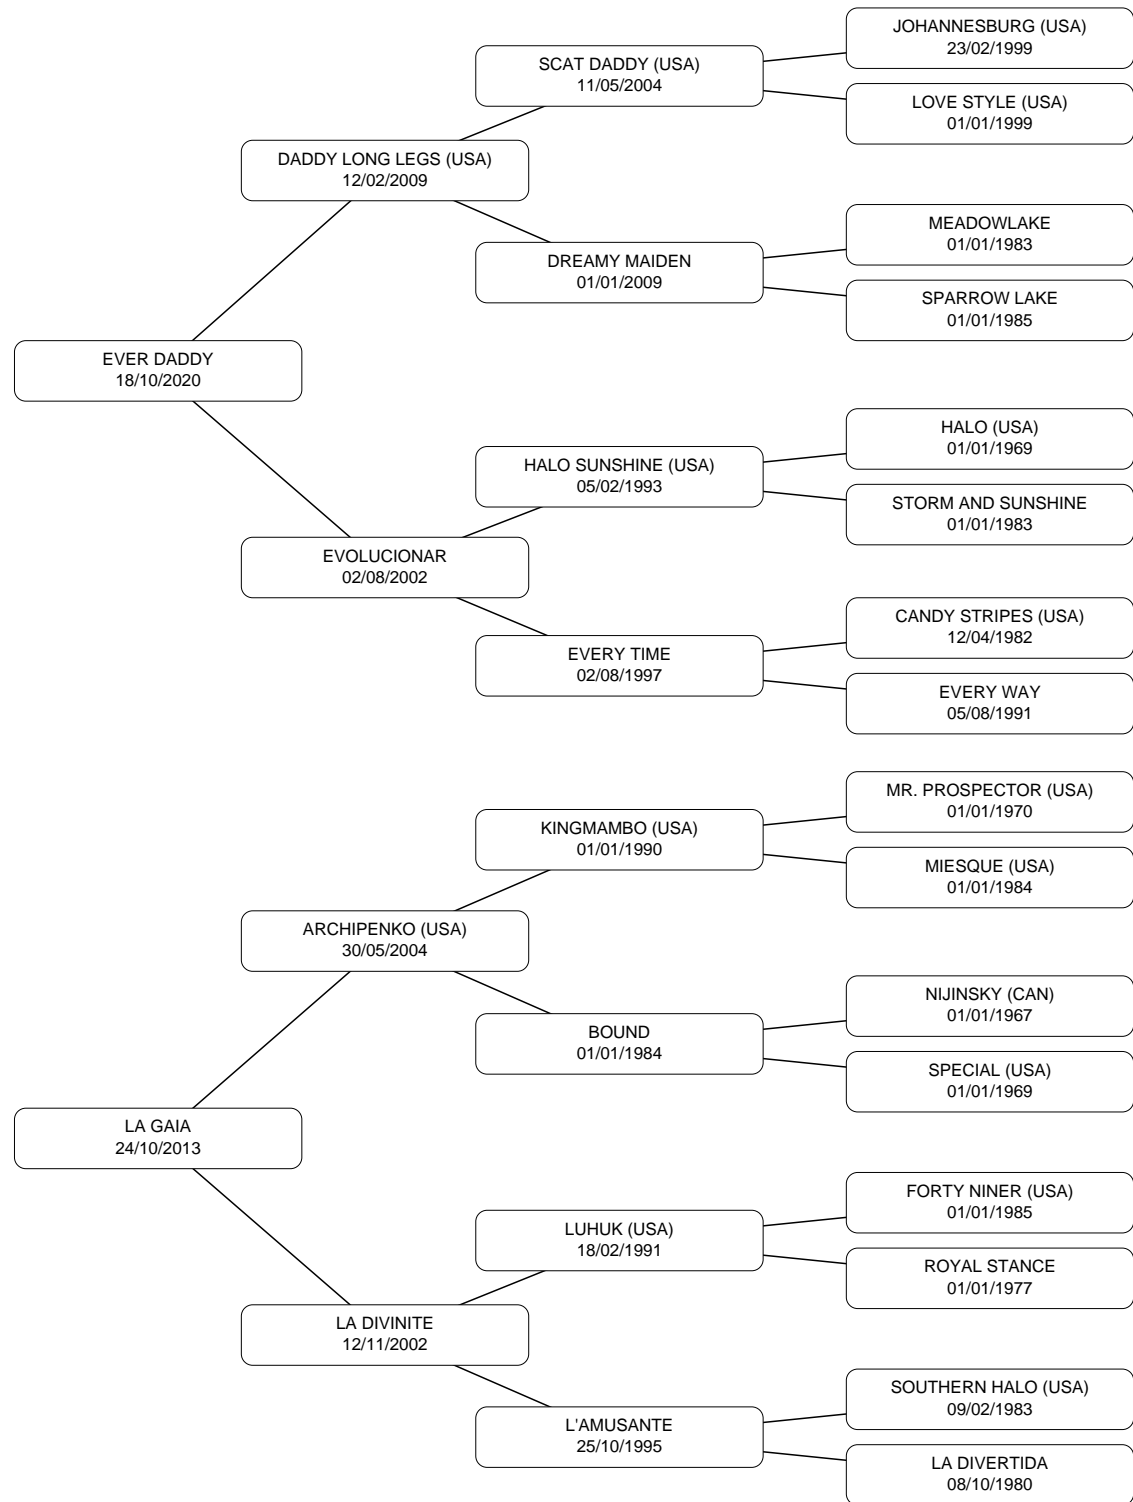 JOHANNESBURG (USA)
23/02/1999
SCAT DADDY (USA)
11/05/2004
LOVE STYLE (USA)
01/01/1999
DADDY LONG LEGS (USA)
12/02/2009
MEADOWLAKE
01/01/1983
DREAMY MAIDEN
01/01/2009
SPARROW LAKE
01/01/1985
EVER DADDY
18/10/2020
HALO (USA)
01/01/1969
HALO SUNSHINE (USA)
05/02/1993
STORM AND SUNSHINE
01/01/1983
EVOLUCIONAR
02/08/2002
CANDY STRIPES (USA)
12/04/1982
EVERY TIME
02/08/1997
EVERY WAY
05/08/1991
MR. PROSPECTOR (USA)
01/01/1970
KINGMAMBO (USA)
01/01/1990
MIESQUE (USA)
01/01/1984
ARCHIPENKO (USA)
30/05/2004
NIJINSKY (CAN)
01/01/1967
BOUND
01/01/1984
SPECIAL (USA)
01/01/1969
LA GAIA
24/10/2013
FORTY NINER (USA)
01/01/1985
LUHUK (USA)
18/02/1991
ROYAL STANCE
01/01/1977
LA DIVINITE
12/11/2002
SOUTHERN HALO (USA)
09/02/1983
L'AMUSANTE
25/10/1995
LA DIVERTIDA
08/10/1980